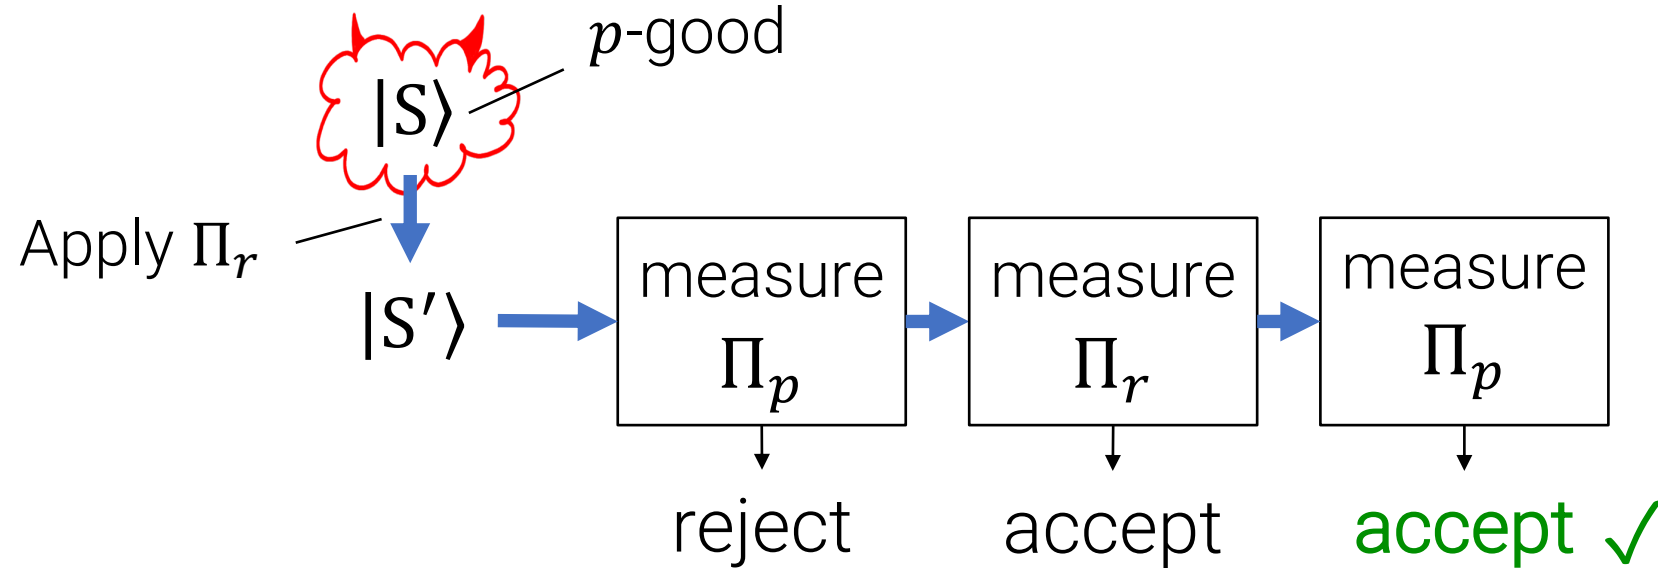 p-good
|S⟩
Apply Π_r
|S′⟩
measure
Π_p
measure
Π_r
measure
Π_p
reject
accept
accept ✓